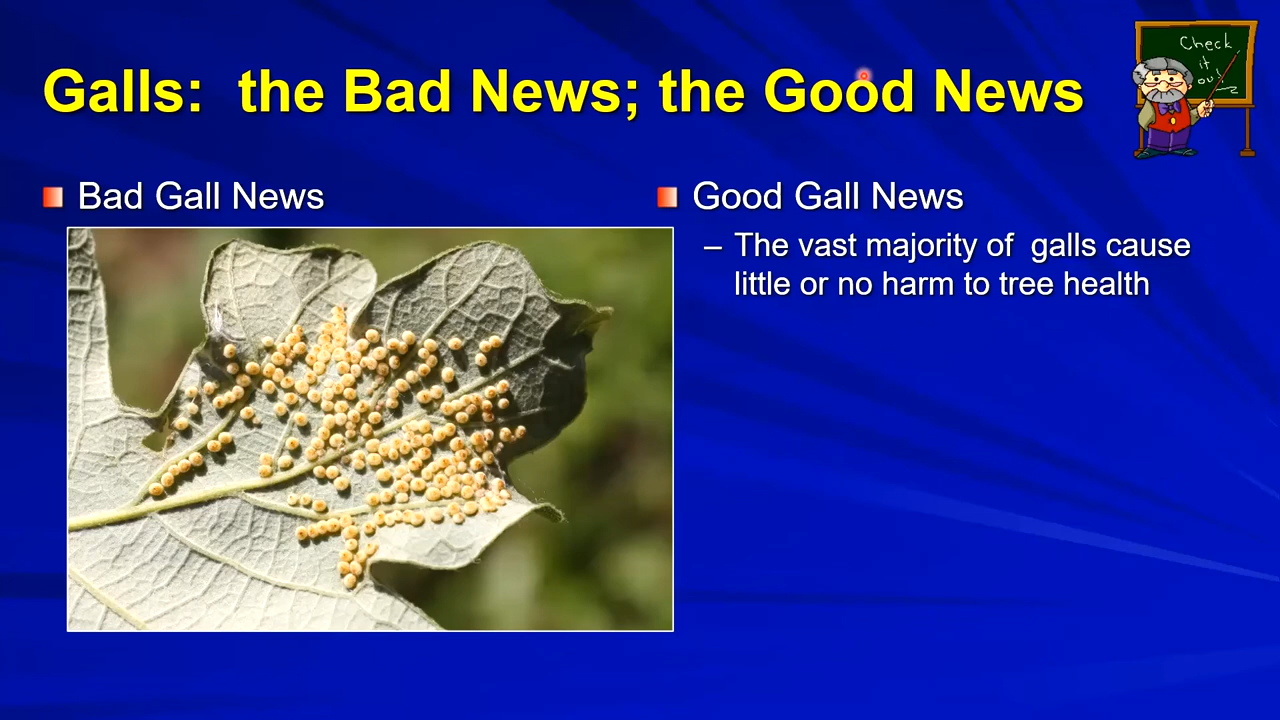 Galls:  the Bad News; the Good News
Check
it
out
Bad Gall News
Good Gall News
– The vast majority of  galls cause
little or no harm to tree health